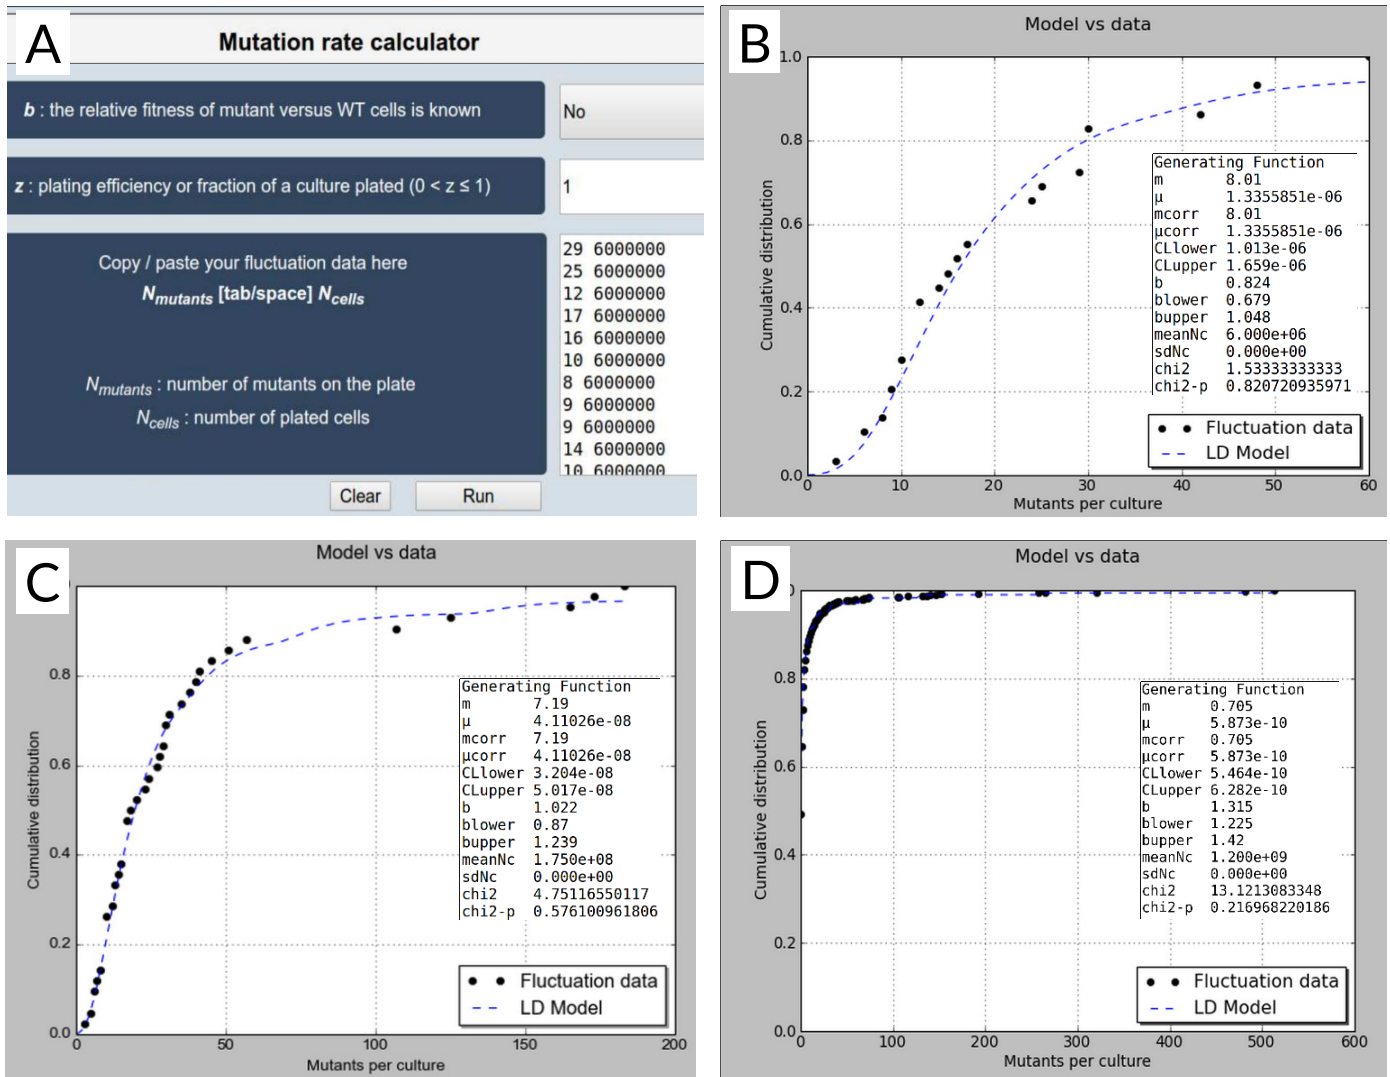 A
Mutation rate calculator
b : the relative fitness of mutant versus WT cells is known
No
z : plating efficiency or fraction of a culture plated (0 < z ≤ 1)
1
Copy / paste your fluctuation data here
Nmutants [tab/space] Ncells
Nmutants : number of mutants on the plate
Ncells : number of plated cells
29 6000000
25 6000000
12 6000000
17 6000000
16 6000000
10 6000000
8 6000000
9 6000000
9 6000000
14 6000000
10 6000000
Clear
Run
B
Model vs data
Cumulative distribution
1.0
0.8
0.6
0.4
0.2
0.0
0 10 20 30 40 50 60
Mutants per culture
Generating Function
m 8.01
μ 1.3355851e-06
mcorr 8.01
μcorr 1.3355851e-06
CLlower 1.013e-06
CLupper 1.659e-06
b 0.824
blower 0.679
bupper 1.048
meanNc 6.000e+06
sdNc 0.000e+00
chi2 1.53333333333
chi2-p 0.820720935971
Fluctuation data
LD Model
C
Model vs data
Cumulative distribution
0.8
0.6
0.4
0.2
0.0
0 50 100 150 200
Mutants per culture
Generating Function
m 7.19
μ 4.11026e-08
mcorr 7.19
μcorr 4.11026e-08
CLlower 3.204e-08
CLupper 5.017e-08
b 1.022
blower 0.87
bupper 1.239
meanNc 1.750e+08
sdNc 0.000e+00
chi2 4.75116550117
chi2-p 0.576100961806
Fluctuation data
LD Model
D
Model vs data
Cumulative distribution
0.8
0.6
0.4
0.2
0.0
0 100 200 300 400 500 600
Mutants per culture
Generating Function
m 0.705
μ 5.873e-10
mcorr 0.705
μcorr 5.873e-10
CLlower 5.464e-10
CLupper 6.282e-10
b 1.315
blower 1.225
bupper 1.42
meanNc 1.200e+09
sdNc 0.000e+00
chi2 13.1213083348
chi2-p 0.216968220186
Fluctuation data
LD Model